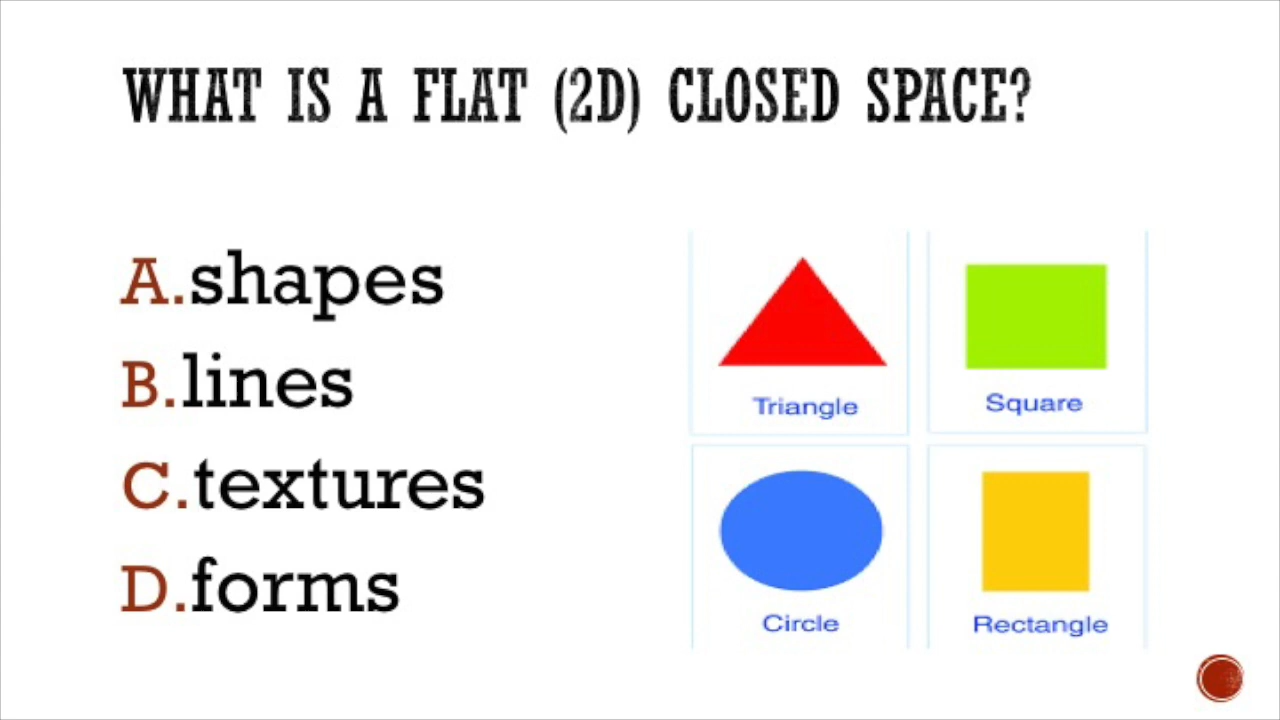 WHAT IS A FLAT (2D) CLOSED SPACE?
A.shapes
B.lines
C.textures
D.forms
Triangle
Square
Circle
Rectangle